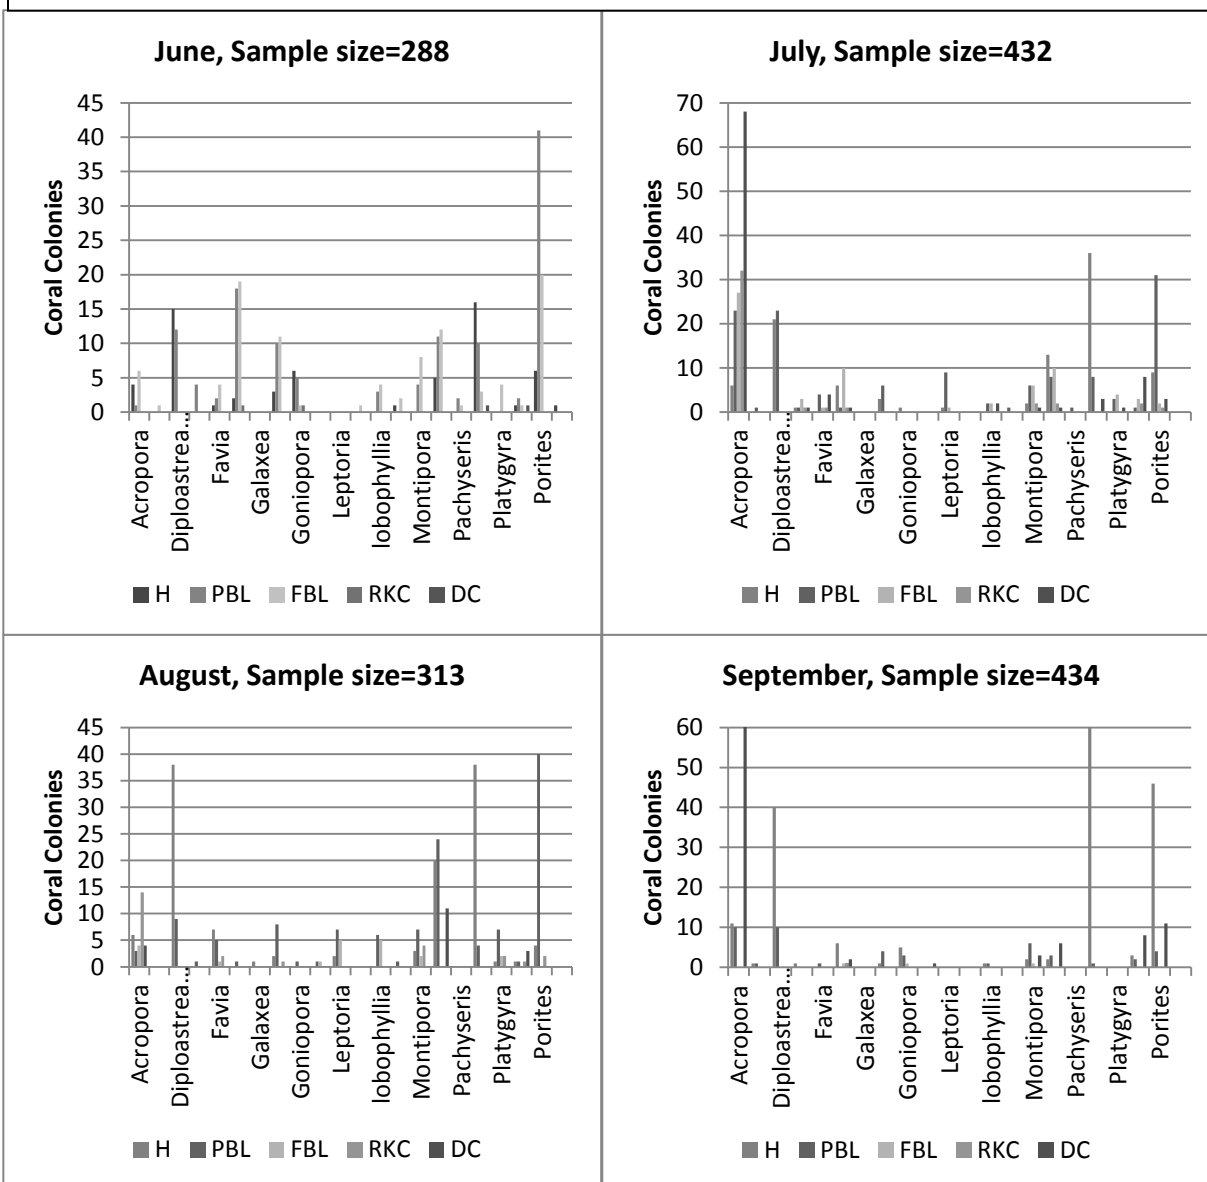 June, Sample size=288
Coral Colonies
45
40
35
30
25
20
15
10
5
0
Acropora
Diploastrea...
Favia
Galaxea
Goniopora
Leptoria
lobophyllia
Montipora
Pachyseris
Platygyra
Porites
H PBL FBL RKC DC
July, Sample size=432
Coral Colonies
70
60
50
40
30
20
10
0
Acropora
Diploastrea...
Favia
Galaxea
Goniopora
Leptoria
lobophyllia
Montipora
Pachyseris
Platygyra
Porites
H PBL FBL RKC DC
August, Sample size=313
Coral Colonies
45
40
35
30
25
20
15
10
5
0
Acropora
Diploastrea...
Favia
Galaxea
Goniopora
Leptoria
lobophyllia
Montipora
Pachyseris
Platygyra
Porites
H PBL FBL RKC DC
September, Sample size=434
Coral Colonies
60
50
40
30
20
10
0
Acropora
Diploastrea...
Favia
Galaxea
Goniopora
Leptoria
lobophyllia
Montipora
Pachyseris
Platygyra
Porites
H PBL FBL RKC DC